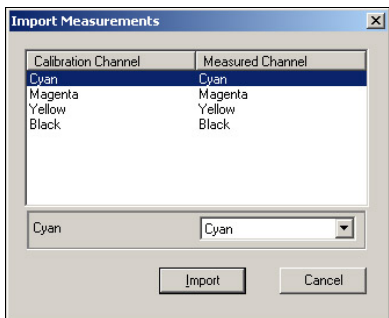 Import Measurements
Calibration Channel Measured Channel
Cyan Cyan
Magenta Magenta
Yellow Yellow
Black Black
Cyan Cyan
Import Cancel